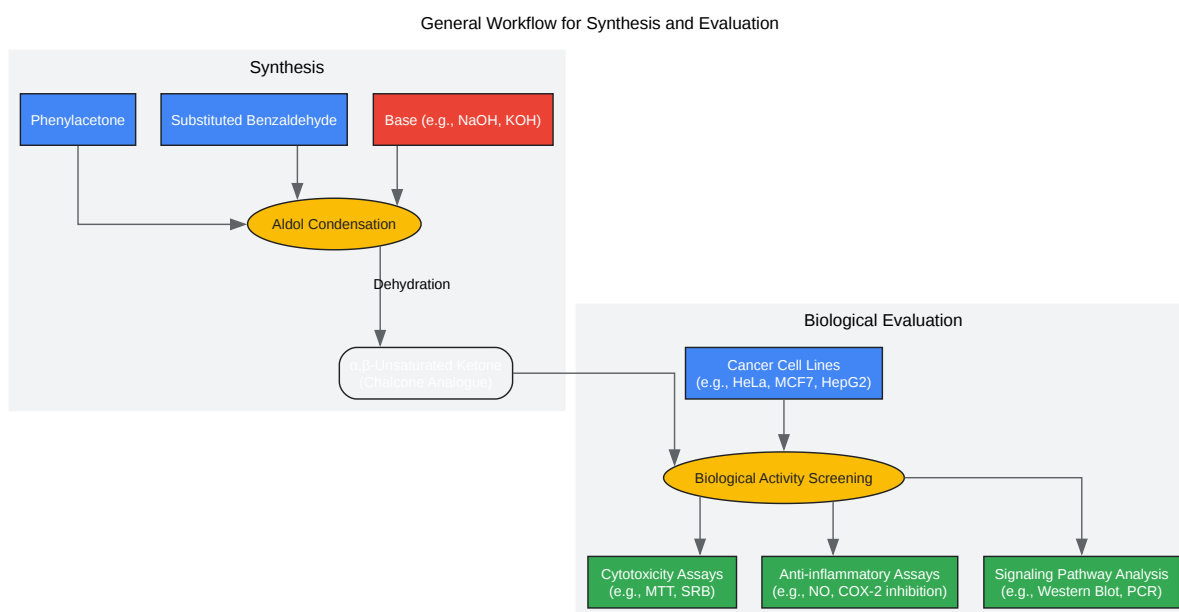 General Workflow for Synthesis and Evaluation
Synthesis
Phenylacetone
Substituted Benzaldehyde
Base (e.g., NaOH, KOH)
Aldol Condensation
Dehydration
α,β-Unsaturated Ketone
(Chalcone Analogue)
Biological Evaluation
Cancer Cell Lines
(e.g., HeLa, MCF7, HepG2)
Biological Activity Screening
Cytotoxicity Assays
(e.g., MTT, SRB)
Anti-inflammatory Assays
(e.g., NO, COX-2 inhibition)
Signaling Pathway Analysis
(e.g., Western Blot, PCR)